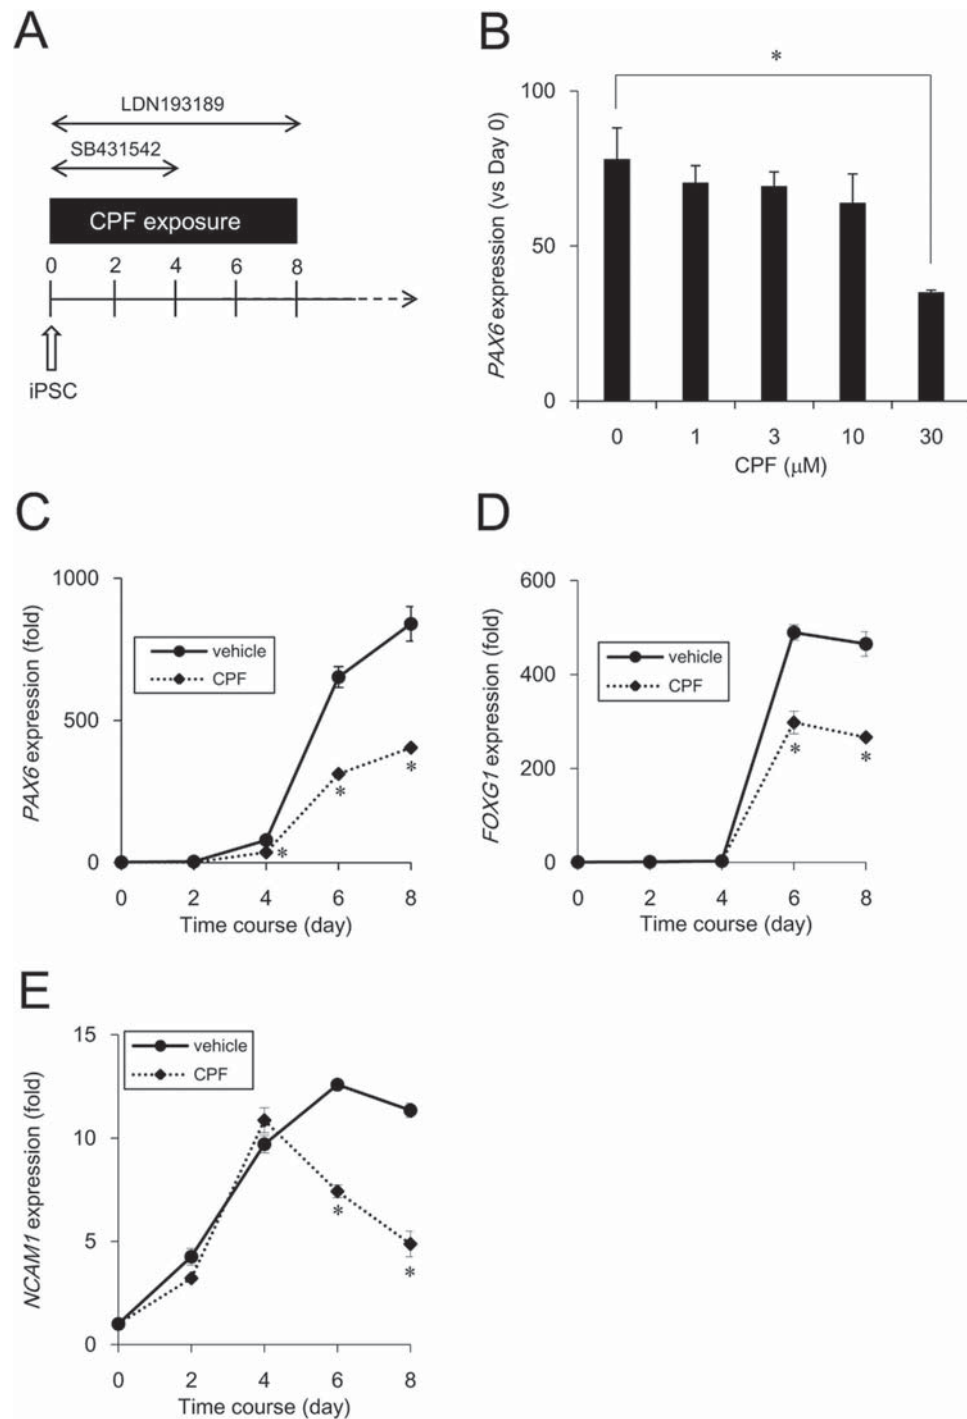 A
LDN193189
SB431542
CPF exposure
0 2 4 6 8
iPSC
B
*
PAX6 expression (vs Day 0)
100
50
0
0 1 3 10 30
CPF (μM)
C
PAX6 expression (fold)
1000
500
0
vehicle
CPF
*
*
*
0 2 4 6 8
Time course (day)
D
FOXG1 expression (fold)
600
400
200
0
vehicle
CPF
*
*
0 2 4 6 8
Time course (day)
E
NCAM1 expression (fold)
15
10
5
0
vehicle
CPF
*
*
0 2 4 6 8
Time course (day)